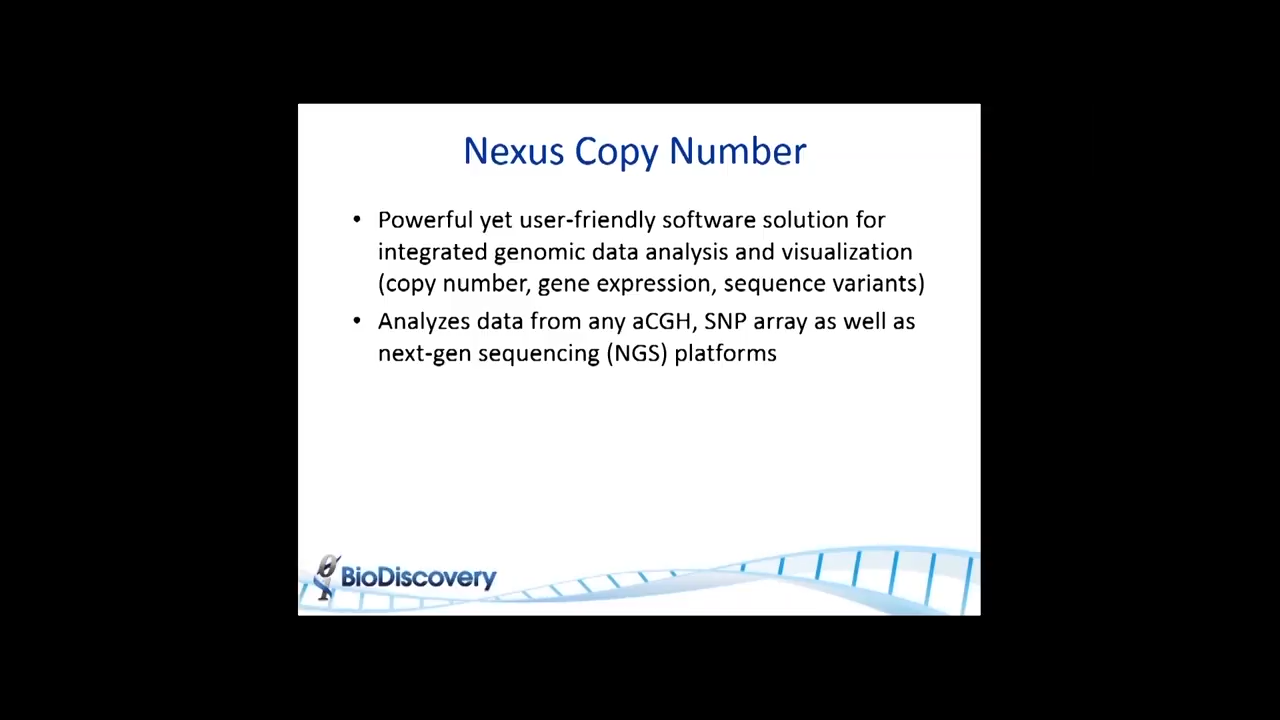 Nexus Copy Number
• Powerful yet user-friendly software solution for
integrated genomic data analysis and visualization
(copy number, gene expression, sequence variants)
• Analyzes data from any aCGH, SNP array as well as
next-gen sequencing (NGS) platforms
BioDiscovery